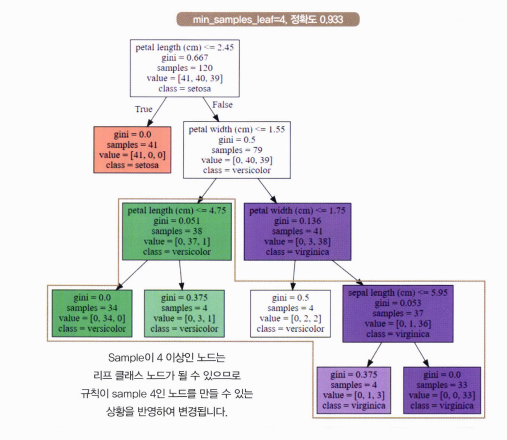 min_samples_leaf=4, 정확도 0.933
petal length (cm) <= 2.45
gini = 0.667
samples = 120
value = [41, 40, 39]
class = setosa
True
False
gini = 0.0
samples = 41
value = [41, 0, 0]
class = setosa
petal width (cm) <= 1.55
gini = 0.5
samples = 79
value = [0, 40, 39]
class = versicolor
petal length (cm) <= 4.75
gini = 0.051
samples = 38
value = [0, 37, 1]
class = versicolor
petal width (cm) <= 1.75
gini = 0.136
samples = 41
value = [0, 3, 38]
class = virginica
gini = 0.0
samples = 34
value = [0, 34, 0]
class = versicolor
gini = 0.375
samples = 4
value = [0, 3, 1]
class = versicolor
gini = 0.5
samples = 4
value = [0, 2, 2]
class = versicolor
sepal length (cm) <= 5.95
gini = 0.053
samples = 37
value = [0, 1, 36]
class = virginica
gini = 0.375
samples = 4
value = [0, 1, 3]
class = virginica
gini = 0.0
samples = 33
value = [0, 0, 33]
class = virginica
Sample이 4 이상인 노드는
리프 클래스 노드가 될 수 있으므로
규칙이 sample 4인 노드를 만들 수 있는
상황을 반영하여 변경됩니다.